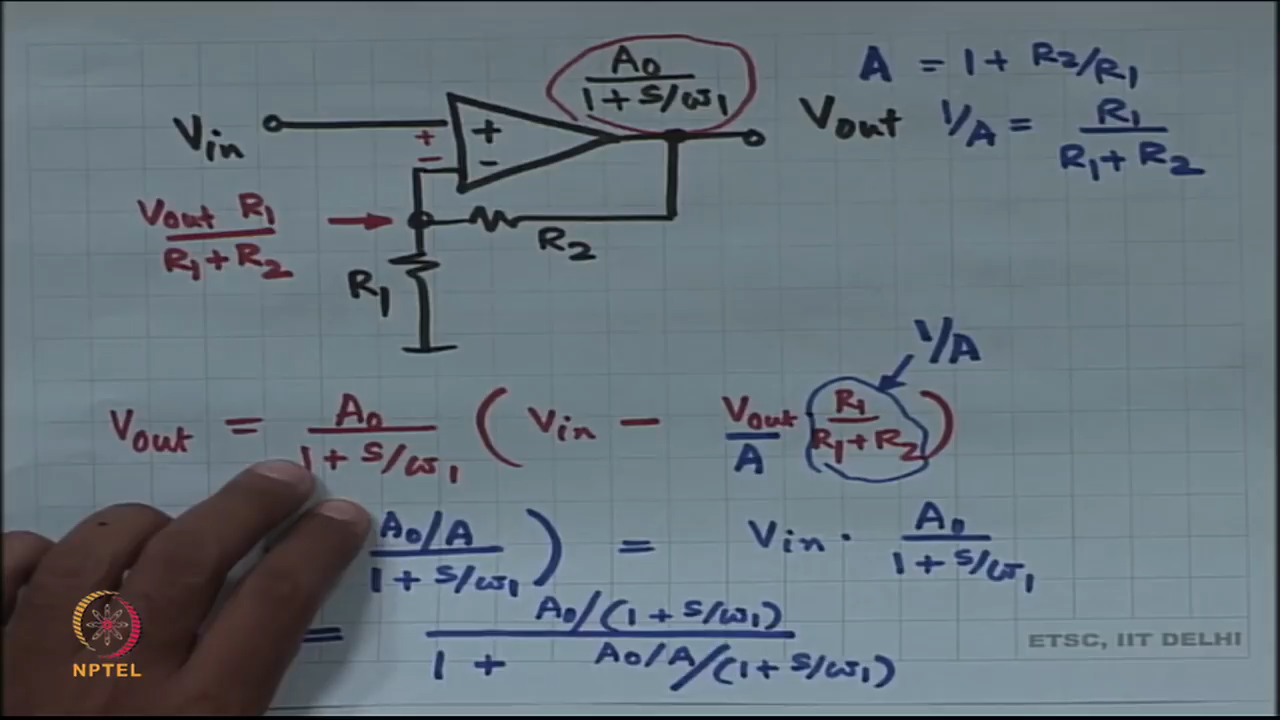 A₀ / (1 + S/ω₁)
A = 1 + R₂/R₁
Vin
+
−
+
−
Vout
1/A = R₁ / (R₁ + R₂)
Vout R₁ / (R₁ + R₂)
R₂
R₁
1/A
Vout = A₀ / (1 + S/ω₁) ( Vin − Vout / A R₁ / (R₁ + R₂) )
A₀/A / (1 + S/ω₁) ) = Vin · A₀ / (1 + S/ω₁)
= A₀/(1 + S/ω₁) / 1 + A₀/A/(1 + S/ω₁)
ETSC, IIT DELHI
NPTEL